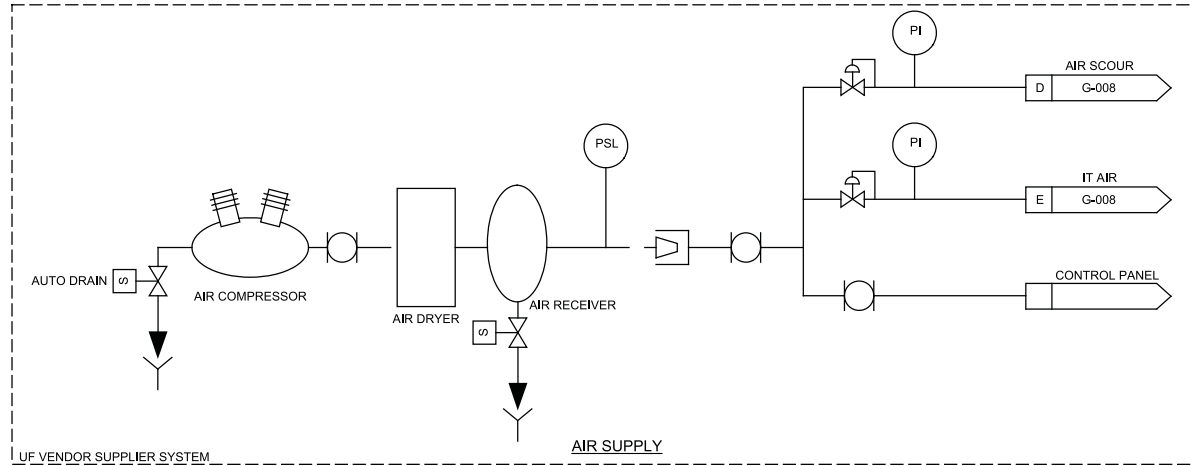 PI
AIR SCOUR
D G-008
PSL
PI
IT AIR
E G-008
AUTO DRAIN S
AIR COMPRESSOR
CONTROL PANEL
AIR DRYER
AIR RECEIVER
S
AIR SUPPLY
UF VENDOR SUPPLIER SYSTEM